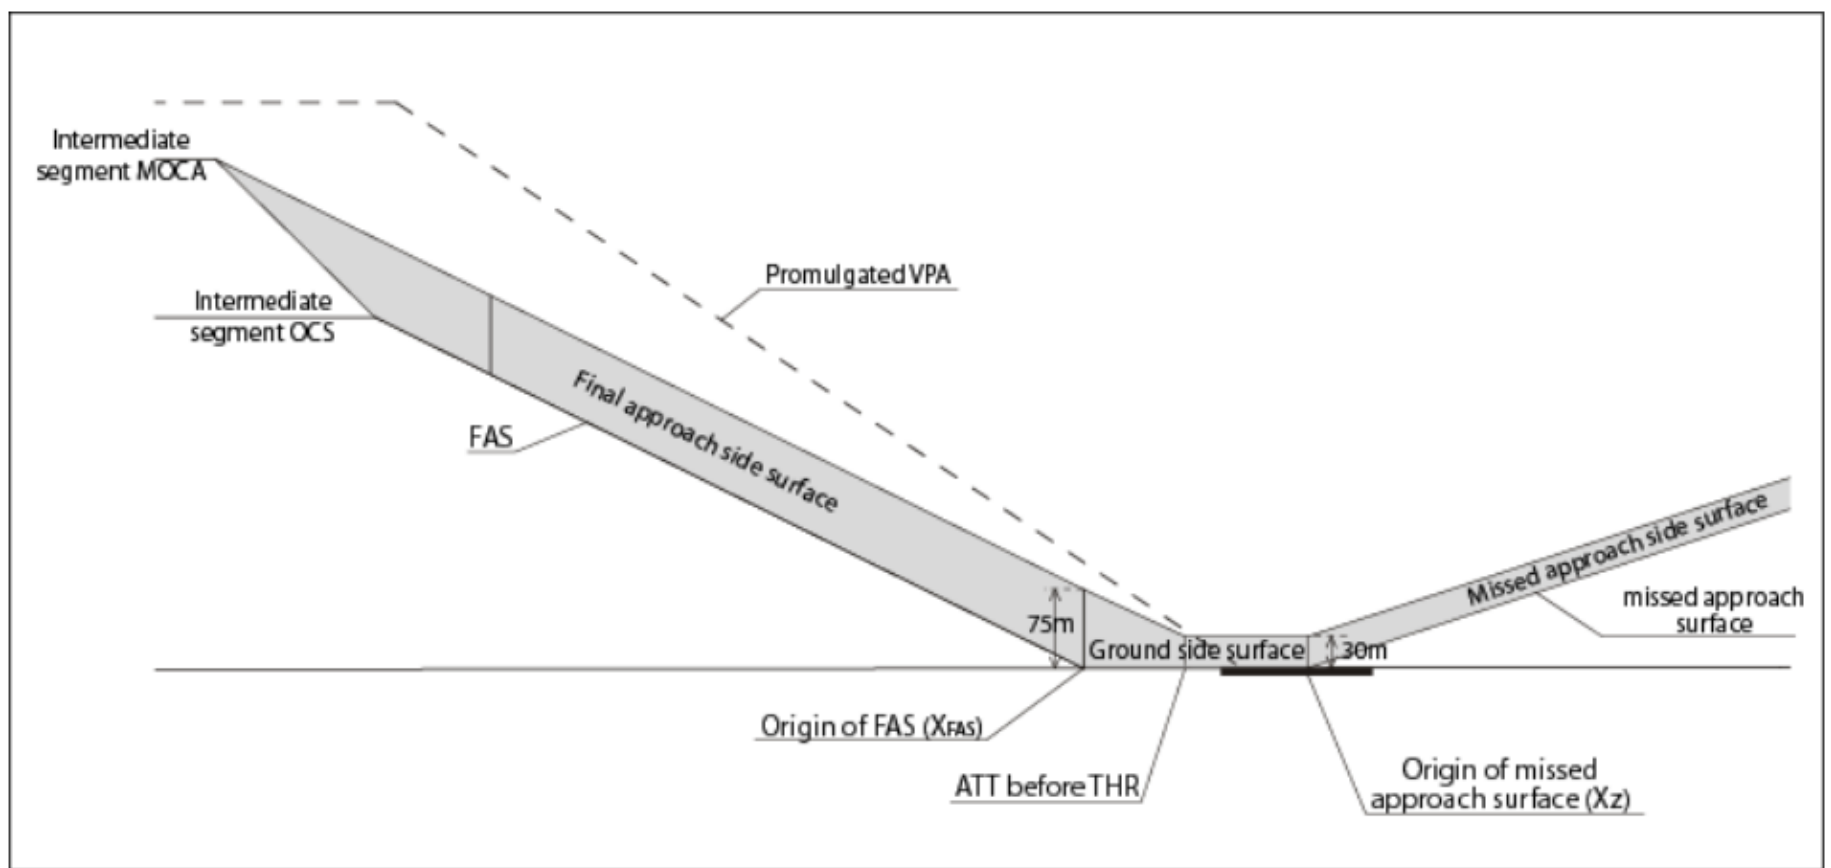 Intermediate
segment MOCA
Promulgated VPA
Intermediate
segment OCS
Final approach side surface
FAS
Missed approach side surface
missed approach
surface
75m
Ground side surface
30m
Origin of FAS (XFAS)
ATT before THR
Origin of missed
approach surface (Xz)